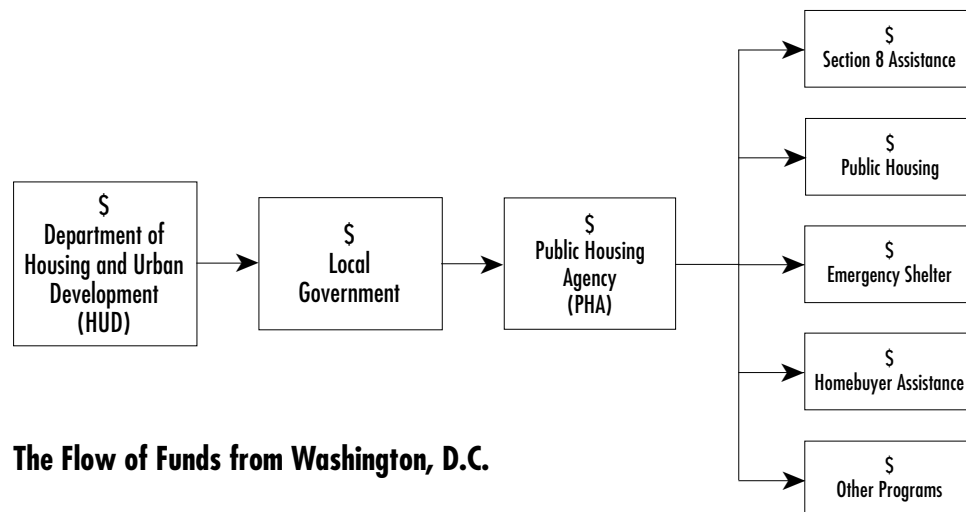 $
Department of
Housing and Urban
Development
(HUD)
$
Local
Government
$
Public Housing
Agency
(PHA)
$
Section 8 Assistance
$
Public Housing
$
Emergency Shelter
$
Homebuyer Assistance
$
Other Programs
The Flow of Funds from Washington, D.C.